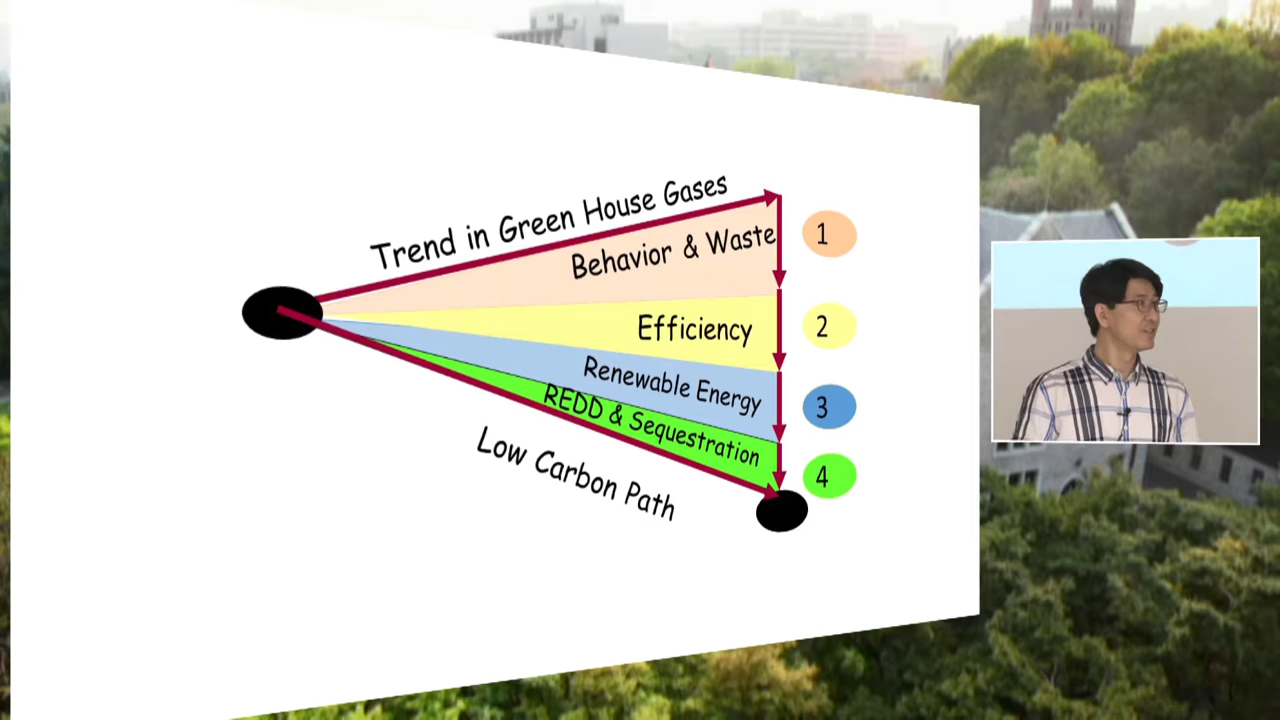 Trend in Green House Gases
Behavior & Waste
1
Efficiency
2
Renewable Energy
3
REDD & Sequestration
4
Low Carbon Path